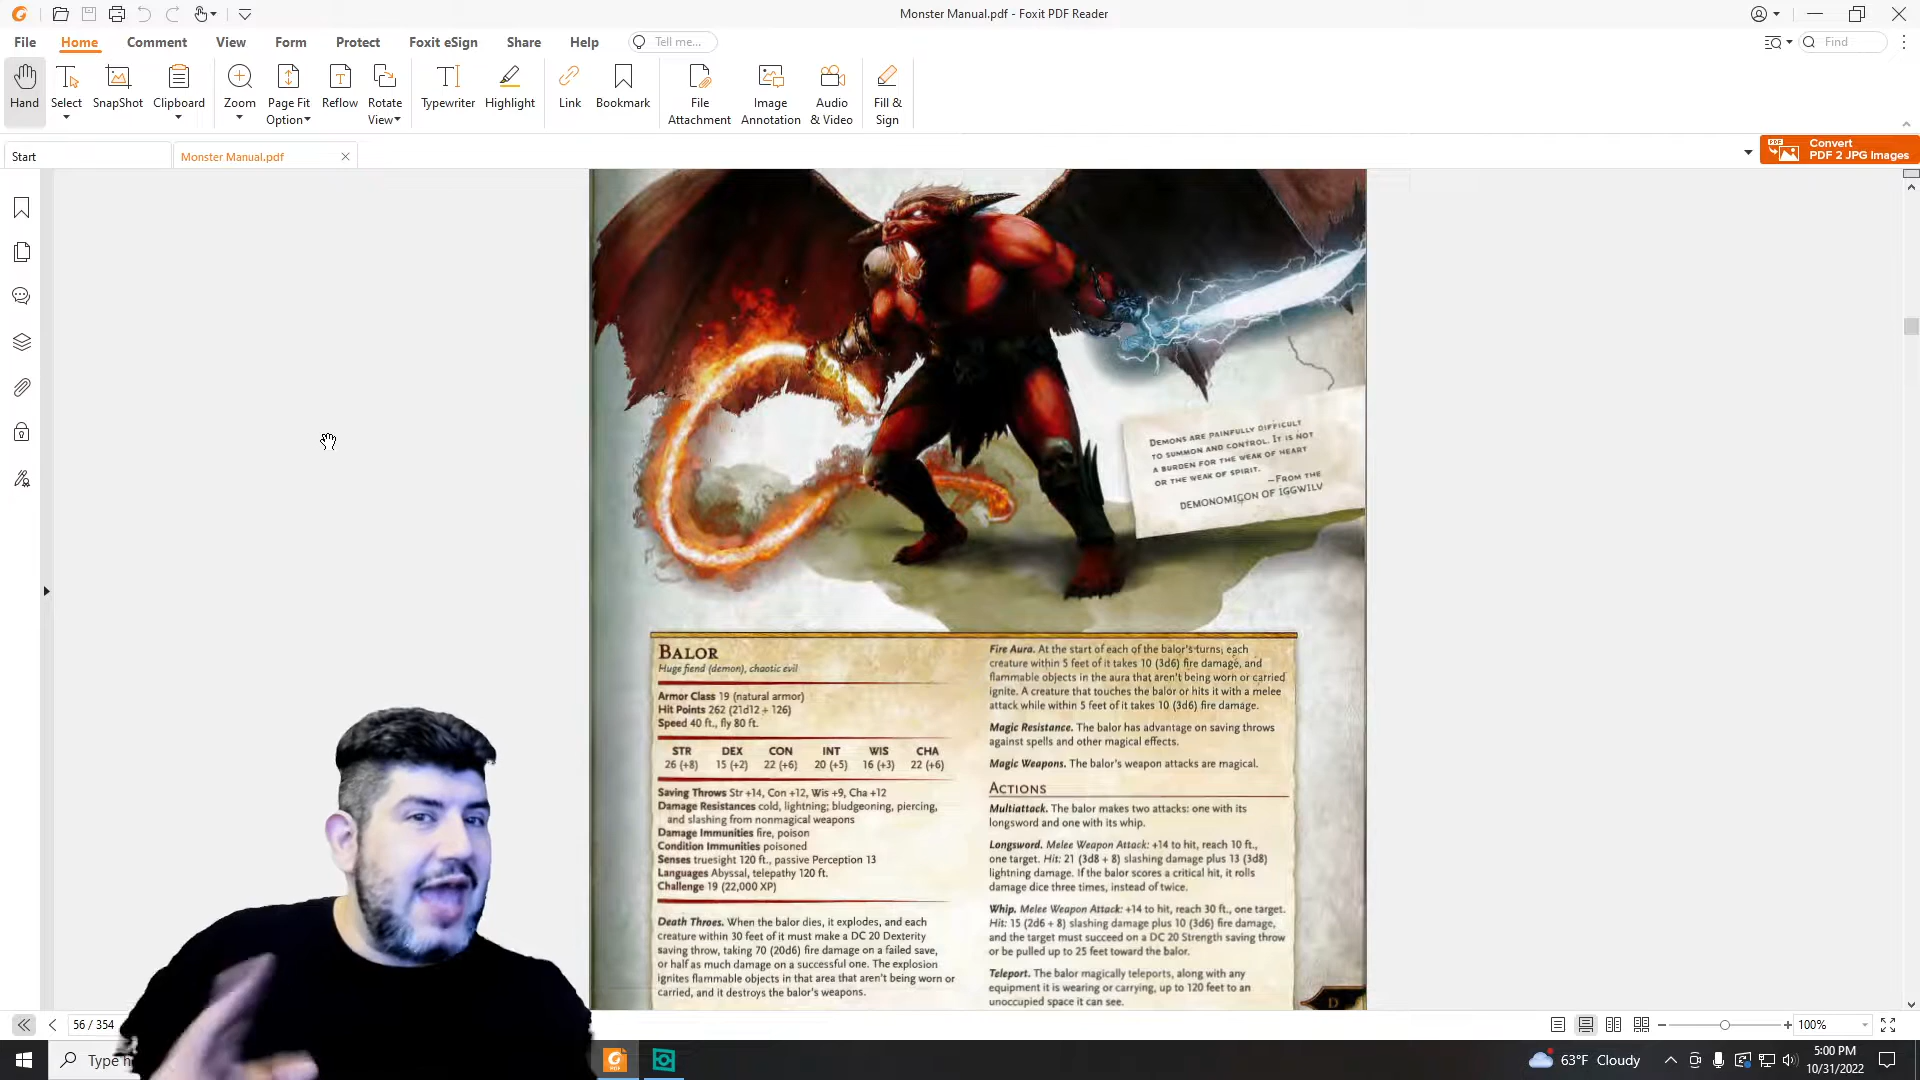 Monster Manual.pdf - Foxit PDF Reader
File Home Comment View Form Protect Foxit eSign Share Help Tell me... Find
Hand Select SnapShot Clipboard Zoom Page Fit Option Reflow Rotate View Typewriter Highlight Link Bookmark File Attachment Image Annotation Audio & Video Fill & Sign
Start Monster Manual.pdf
PDF Convert
PDF 2 JPG Images
DEMONS ARE PAINFULLY DIFFICULT
TO SUMMON AND CONTROL. IT IS NOT
A BURDEN FOR THE WEAK OF HEART
OR THE WEAK OF SPIRIT.
—FROM THE
DEMONOMICON OF IGGWILV
BALOR
Huge fiend (demon), chaotic evil
Armor Class 19 (natural armor)
Hit Points 262 (21d12 + 126)
Speed 40 ft., fly 80 ft.
STR DEX CON INT WIS CHA
26 (+8) 15 (+2) 22 (+6) 20 (+5) 16 (+3) 22 (+6)
Saving Throws Str +14, Con +12, Wis +9, Cha +12
Damage Resistances cold, lightning; bludgeoning, piercing,
and slashing from nonmagical weapons
Damage Immunities fire, poison
Condition Immunities poisoned
Senses truesight 120 ft., passive Perception 13
Languages Abyssal, telepathy 120 ft.
Challenge 19 (22,000 XP)
Death Throes. When the balor dies, it explodes, and each
creature within 30 feet of it must make a DC 20 Dexterity
saving throw, taking 70 (20d6) fire damage on a failed save,
or half as much damage on a successful one. The explosion
ignites flammable objects in that area that aren't being worn or
carried, and it destroys the balor's weapons.
Fire Aura. At the start of each of the balor's turns, each
creature within 5 feet of it takes 10 (3d6) fire damage, and
flammable objects in the aura that aren't being worn or carried
ignite. A creature that touches the balor or hits it with a melee
attack while within 5 feet of it takes 10 (3d6) fire damage.
Magic Resistance. The balor has advantage on saving throws
against spells and other magical effects.
Magic Weapons. The balor's weapon attacks are magical.
ACTIONS
Multiattack. The balor makes two attacks: one with its
longsword and one with its whip.
Longsword. Melee Weapon Attack: +14 to hit, reach 10 ft.,
one target. Hit: 21 (3d8 + 8) slashing damage plus 13 (3d8)
lightning damage. If the balor scores a critical hit, it rolls
damage dice three times, instead of twice.
Whip. Melee Weapon Attack: +14 to hit, reach 30 ft., one target.
Hit: 15 (2d6 + 8) slashing damage plus 10 (3d6) fire damage,
and the target must succeed on a DC 20 Strength saving throw
or be pulled up to 25 feet toward the balor.
Teleport. The balor magically teleports, along with any
equipment it is wearing or carrying, up to 120 feet to an
unoccupied space it can see.
D
56 / 354 100%
Type 63°F Cloudy
5:00 PM
10/31/2022